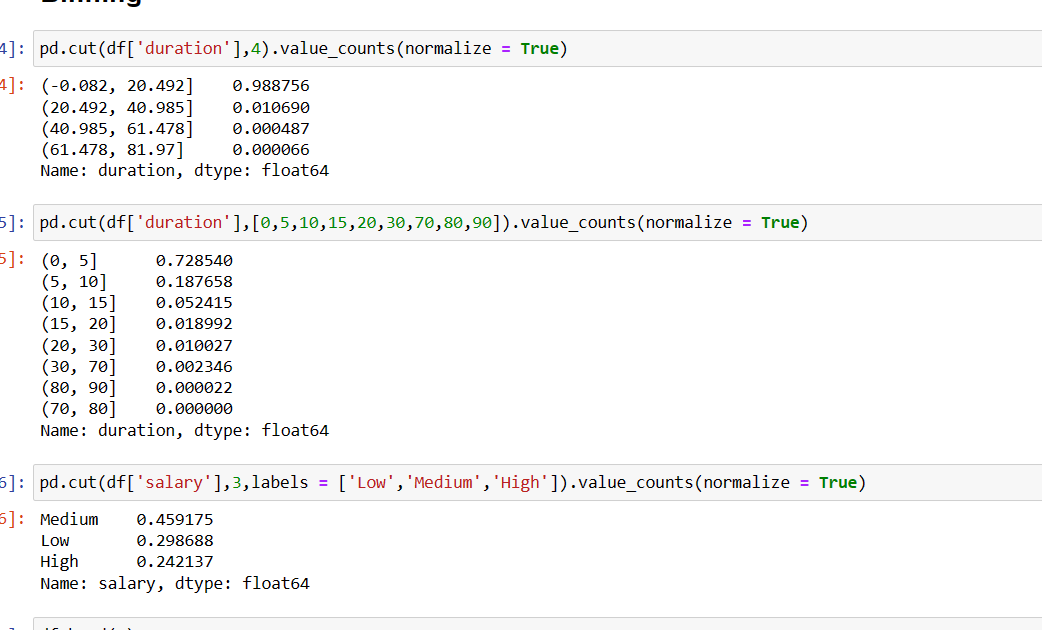 Binning
4]: pd.cut(df['duration'],4).value_counts(normalize = True)
4]: (-0.082, 20.492]    0.988756
(20.492, 40.985]    0.010690
(40.985, 61.478]    0.000487
(61.478, 81.97]     0.000066
Name: duration, dtype: float64
5]: pd.cut(df['duration'],[0,5,10,15,20,30,70,80,90]).value_counts(normalize = True)
5]: (0, 5]      0.728540
(5, 10]     0.187658
(10, 15]    0.052415
(15, 20]    0.018992
(20, 30]    0.010027
(30, 70]    0.002346
(80, 90]    0.000022
(70, 80]    0.000000
Name: duration, dtype: float64
6]: pd.cut(df['salary'],3,labels = ['Low','Medium','High']).value_counts(normalize = True)
6]: Medium    0.459175
Low       0.298688
High      0.242137
Name: salary, dtype: float64